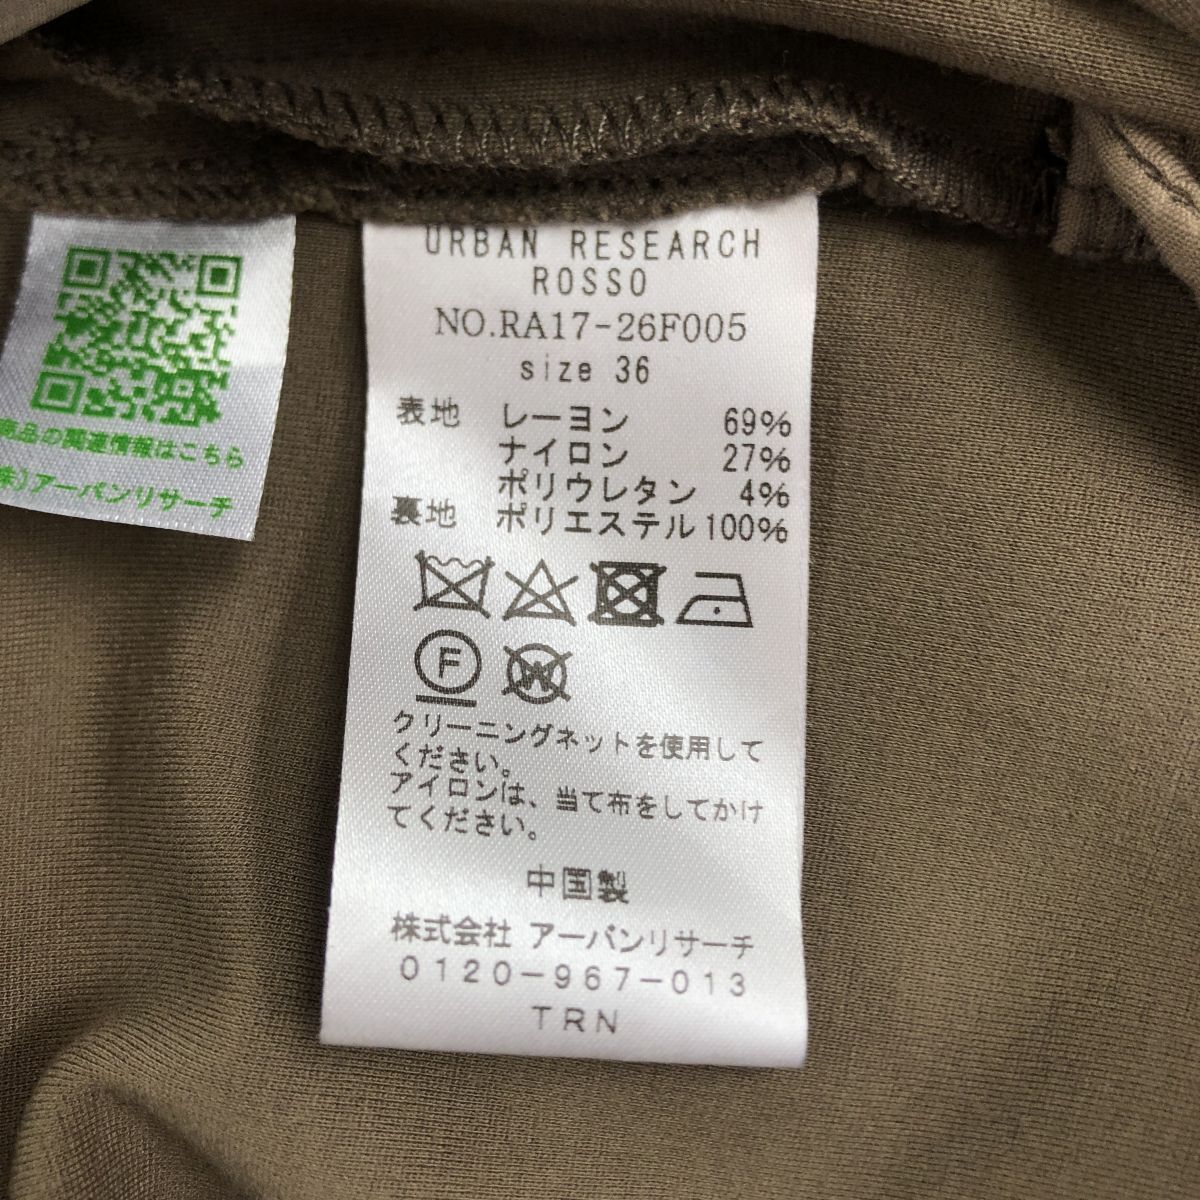 URBAN RESEARCH
ROSSO
NO.RA17-26F005
size 36
表地 レーヨン 69%
ナイロン 27%
ポリウレタン 4%
裏地 ポリエステル 100%
F
W
クリーニングネットを使用して
ください。
アイロンは、当て布をしてかけ
てください。
中国製
株式会社 アーバンリサーチ
0120-967-013
TRN
商品の関連情報はこちら
株)アーバンリサーチ